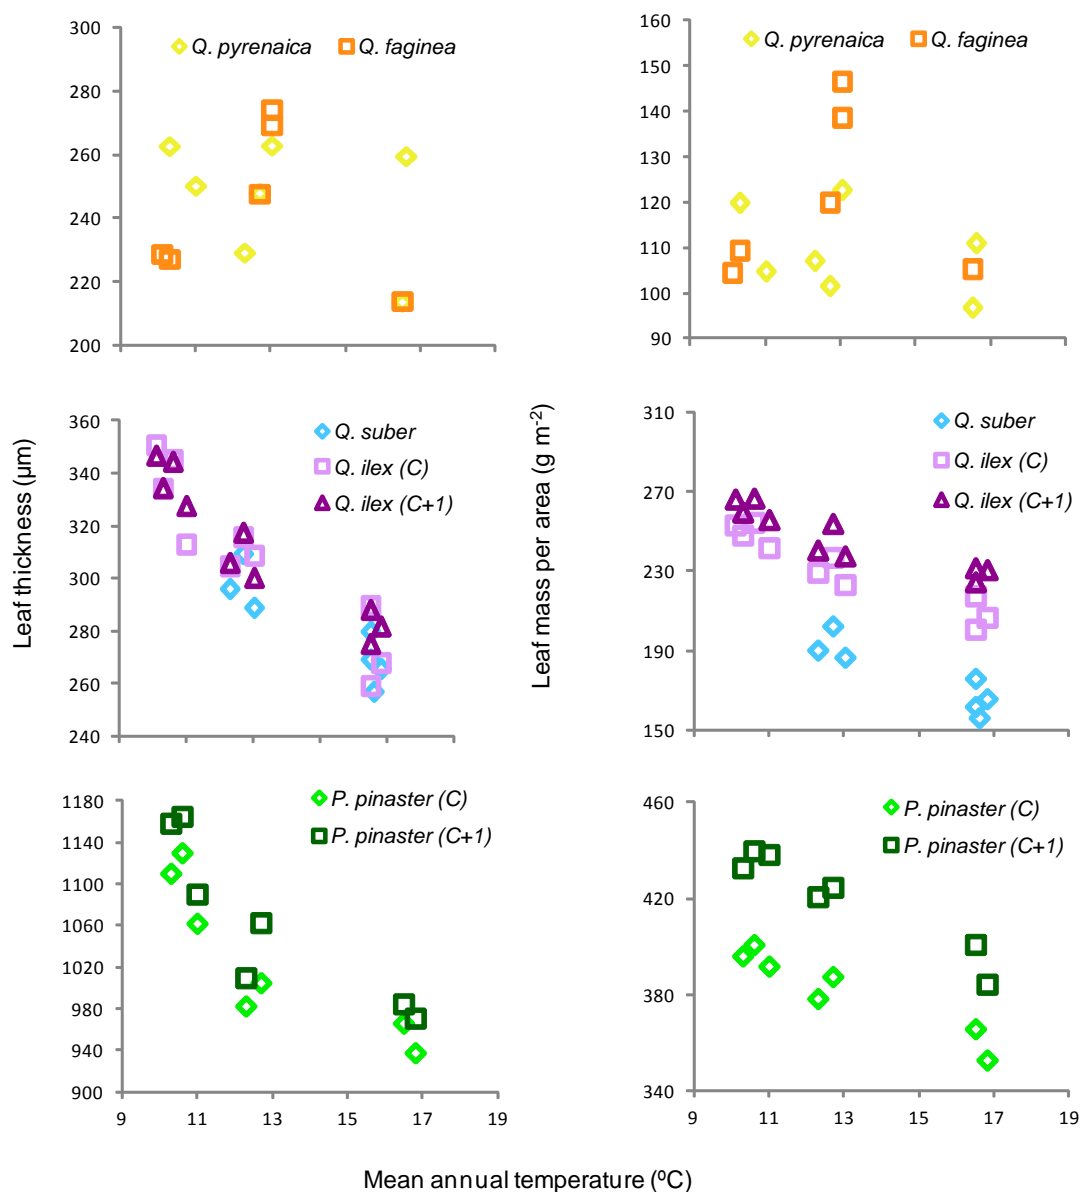 300
280
260
240
220
200
Q. pyrenaica Q. faginea
160
150
140
130
120
110
100
90
Q. pyrenaica Q. faginea
Leaf thickness (µm)
360
340
320
300
280
260
240
Q. suber
Q. ilex (C)
Q. ilex (C+1)
Leaf mass per area (g m-2)
310
270
230
190
150
Q. suber
Q. ilex (C)
Q. ilex (C+1)
1180
1140
1100
1060
1020
980
940
900
P. pinaster (C)
P. pinaster (C+1)
9 11 13 15 17
460
420
380
340
P. pinaster (C)
P. pinaster (C+1)
9 11 13 15 17 19
Mean annual temperature (ºC)